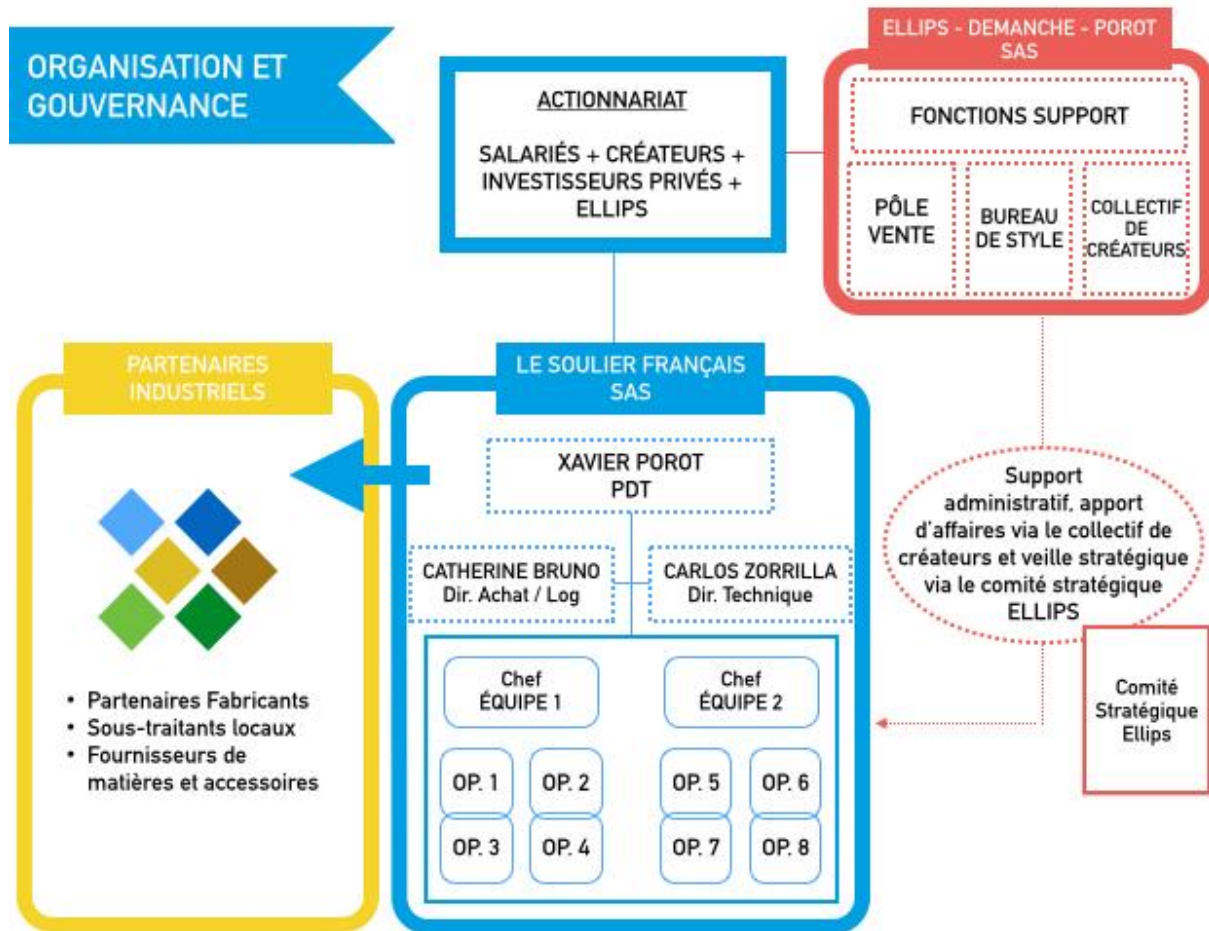 ORGANISATION ET
GOUVERNANCE
ACTIONNARIAT
SALARIÉS + CRÉATEURS +
INVESTISSEURS PRIVÉS +
ELLIPS
ELLIPS - DEMANCHE - POROT
SAS
FONCTIONS SUPPORT
PÔLE
VENTE
BUREAU
DE STYLE
COLLECTIF
DE
CRÉATEURS
PARTENAIRES
INDUSTRIELS
• Partenaires Fabricants
• Sous-traitants locaux
• Fournisseurs de
matières et accessoires
LE SOULIER FRANÇAIS
SAS
XAVIER POROT
PDT
CATHERINE BRUNO
Dir. Achat / Log
CARLOS ZORRILLA
Dir. Technique
Chef
ÉQUIPE 1
Chef
ÉQUIPE 2
OP. 1 OP. 2 OP. 5 OP. 6
OP. 3 OP. 4 OP. 7 OP. 8
Support
administratif, apport
d'affaires via le collectif de
créateurs et veille stratégique
via le comité stratégique
ELLIPS
Comité
Stratégique
Ellips